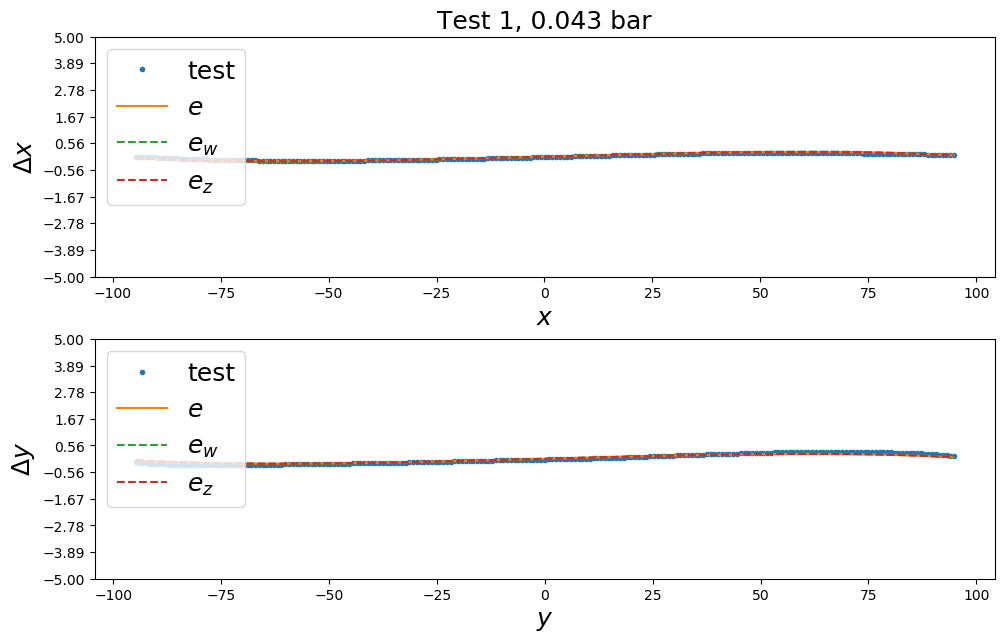 Test 1, 0.043 bar
5.00
3.89
2.78
1.67
0.56
−0.56
−1.67
−2.78
−3.89
−5.00
Δx
test
e
e_w
e_z
−100 −75 −50 −25 0 25 50 75 100
x
5.00
3.89
2.78
1.67
0.56
−0.56
−1.67
−2.78
−3.89
−5.00
Δy
test
e
e_w
e_z
−100 −75 −50 −25 0 25 50 75 100
y